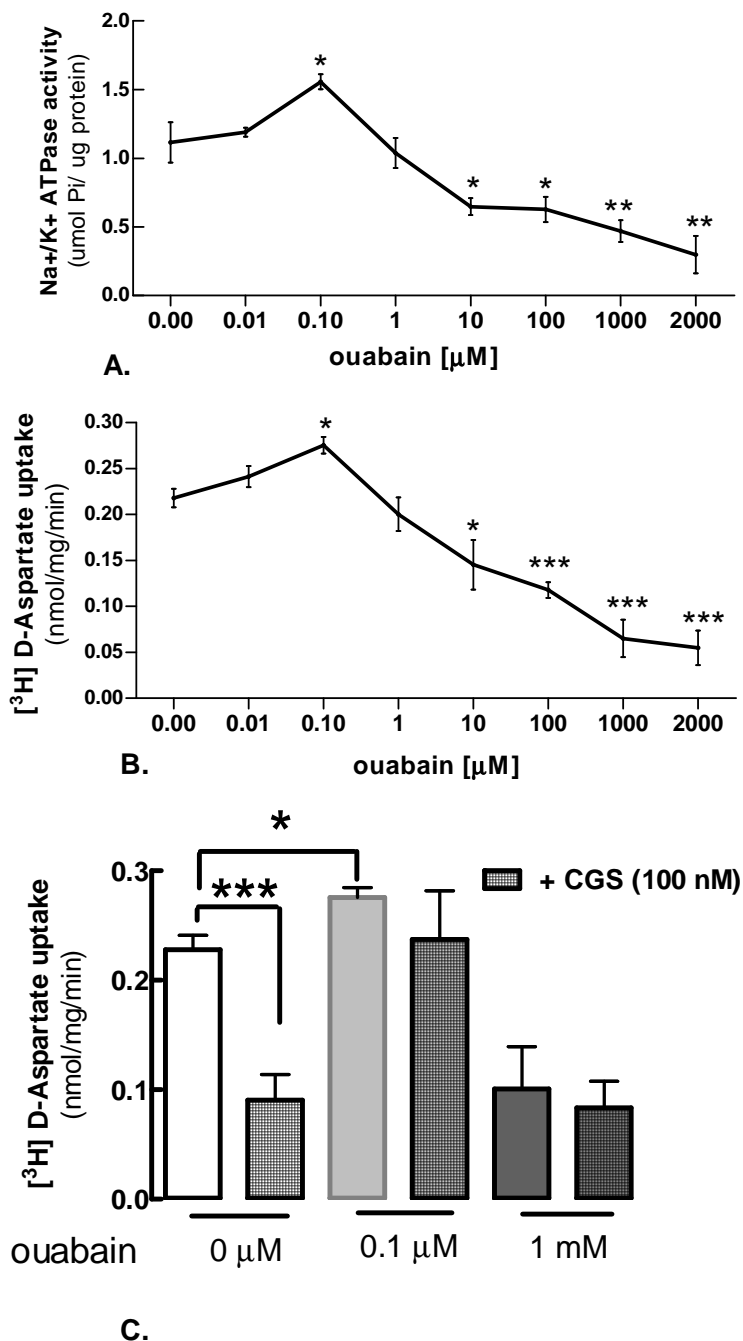 Na+/K+ ATPase activity
(umol Pi/ ug protein)
2.0
1.5
1.0
0.5
0.0
*
*
*
**
**
0.00 0.01 0.10 1 10 100 1000 2000
ouabain [μM]
A.
[³H] D-Aspartate uptake
(nmol/mg/min)
0.30
0.25
0.20
0.15
0.10
0.05
0.00
*
*
***
***
***
0.00 0.01 0.10 1 10 100 1000 2000
ouabain [μM]
B.
[³H] D-Aspartate uptake
(nmol/mg/min)
0.3
0.2
0.1
0.0
*
***
+ CGS (100 nM)
ouabain 0 μM 0.1 μM 1 mM
C.